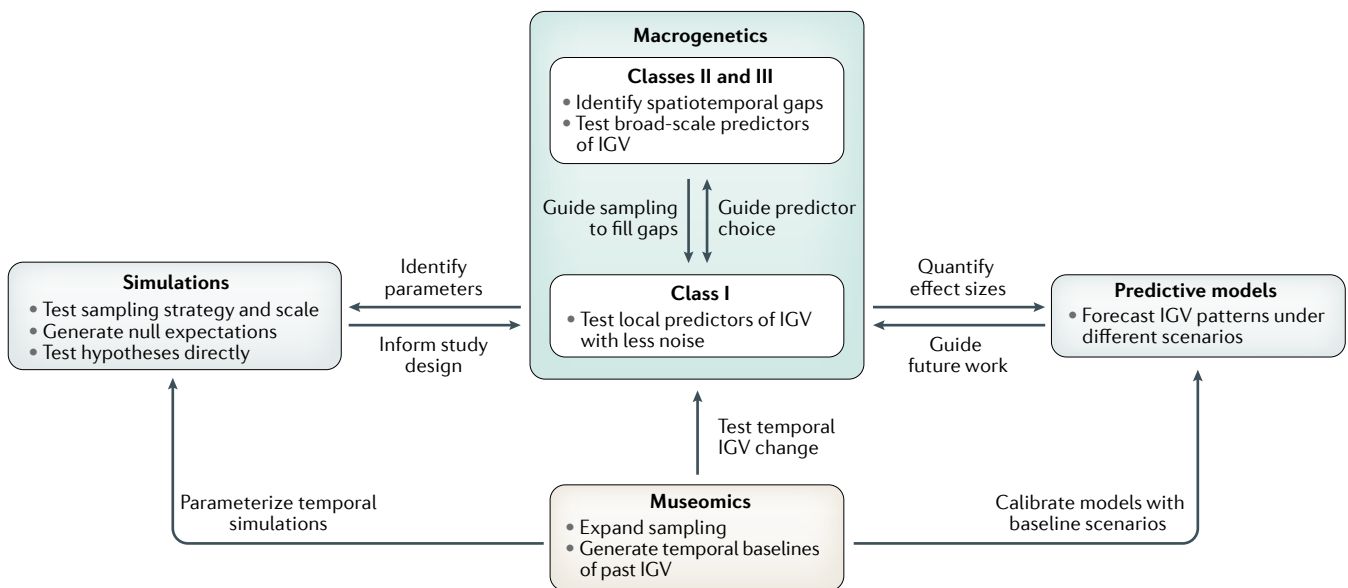 Macrogenetics
Classes II and III
• Identify spatiotemporal gaps
• Test broad-scale predictors
of IGV
Guide sampling
to fill gaps
Guide predictor
choice
Class I
• Test local predictors of IGV
with less noise
Simulations
• Test sampling strategy and scale
• Generate null expectations
• Test hypotheses directly
Identify
parameters
Inform study
design
Quantify
effect sizes
Guide
future work
Predictive models
• Forecast IGV patterns under
different scenarios
Test temporal
IGV change
Parameterize temporal
simulations
Museomics
• Expand sampling
• Generate temporal baselines
of past IGV
Calibrate models with
baseline scenarios